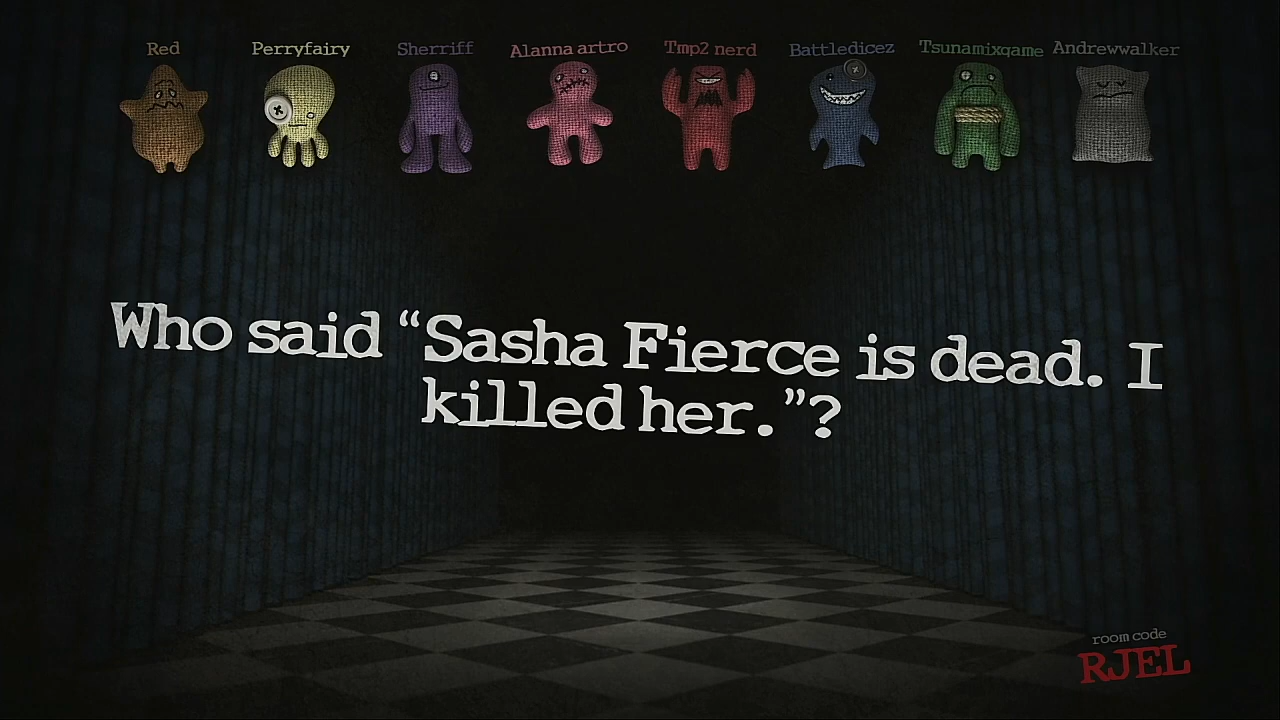 Red
Perryfairy
Sherriff
Alanna artro
Tmp2 nerd
Battledicez
Tsunamixgame
Andrewwalker
Who said “Sasha Fierce is dead. I
killed her.”?
room code
RJEL